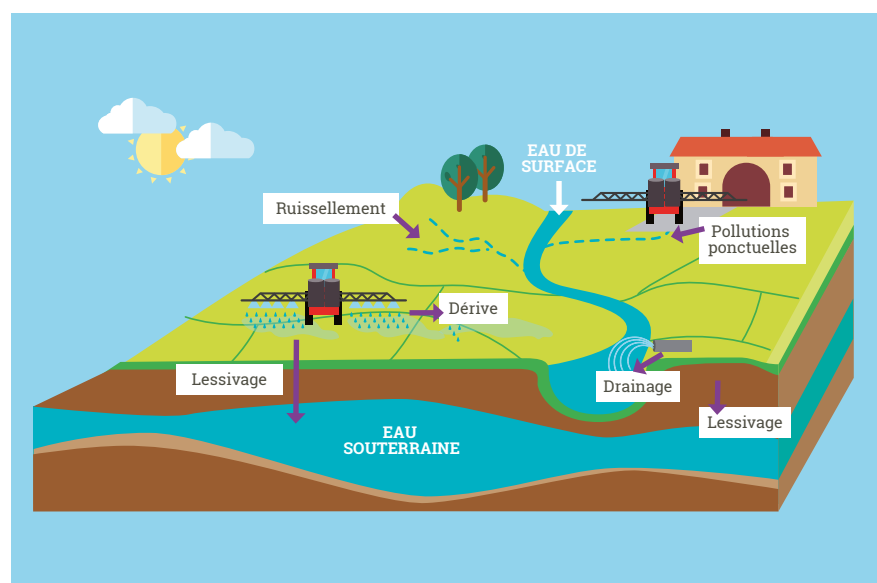 EAU DE
SURFACE
Ruissellement
Pollutions
ponctuelles
Dérive
Lessivage
Drainage
Lessivage
EAU
SOUTERRAINE